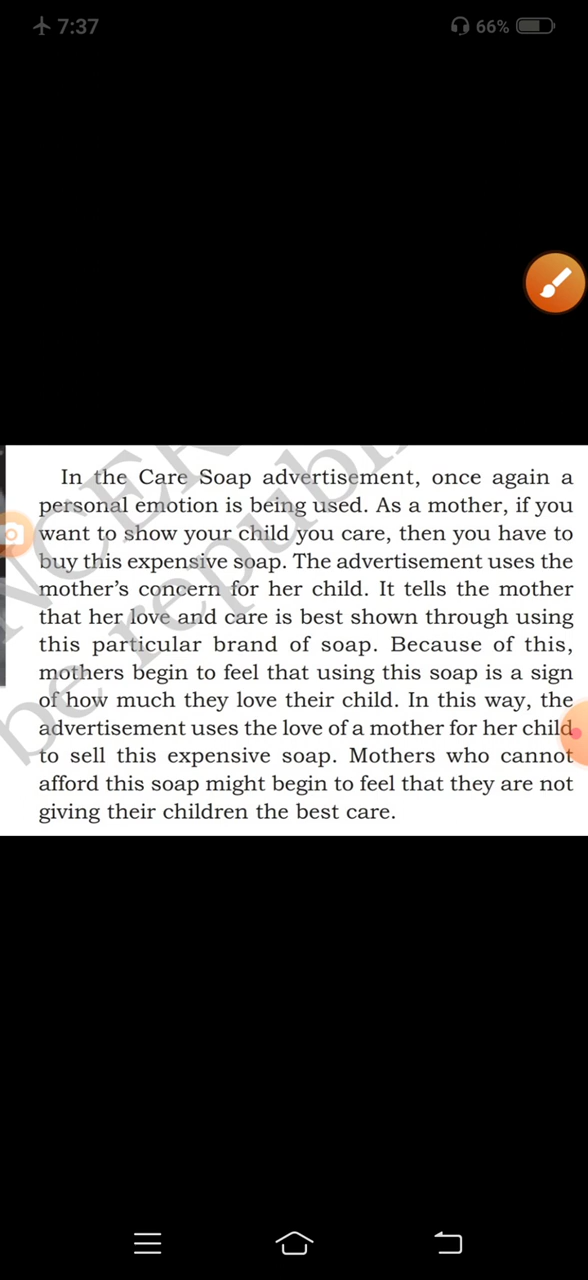 7:37
66%
In the Care Soap advertisement, once again a
personal emotion is being used. As a mother, if you
want to show your child you care, then you have to
buy this expensive soap. The advertisement uses the
mother's concern for her child. It tells the mother
that her love and care is best shown through using
this particular brand of soap. Because of this,
mothers begin to feel that using this soap is a sign
of how much they love their child. In this way, the
advertisement uses the love of a mother for her child
to sell this expensive soap. Mothers who cannot
afford this soap might begin to feel that they are not
giving their children the best care.
be republi